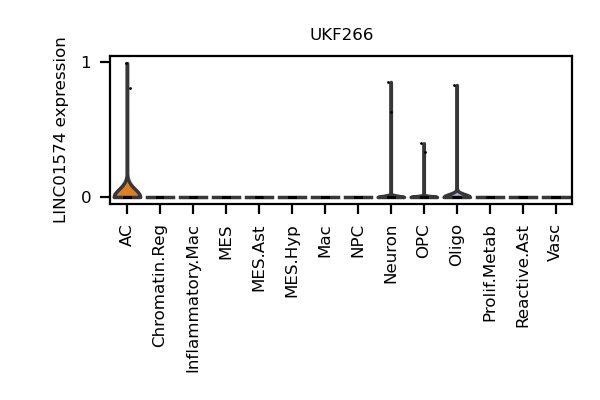 UKF266
LINC01574 expression
1
0
AC
Chromatin.Reg
Inflammatory.Mac
MES
MES.Ast
MES.Hyp
Mac
NPC
Neuron
OPC
Oligo
Prolif.Metab
Reactive.Ast
Vasc